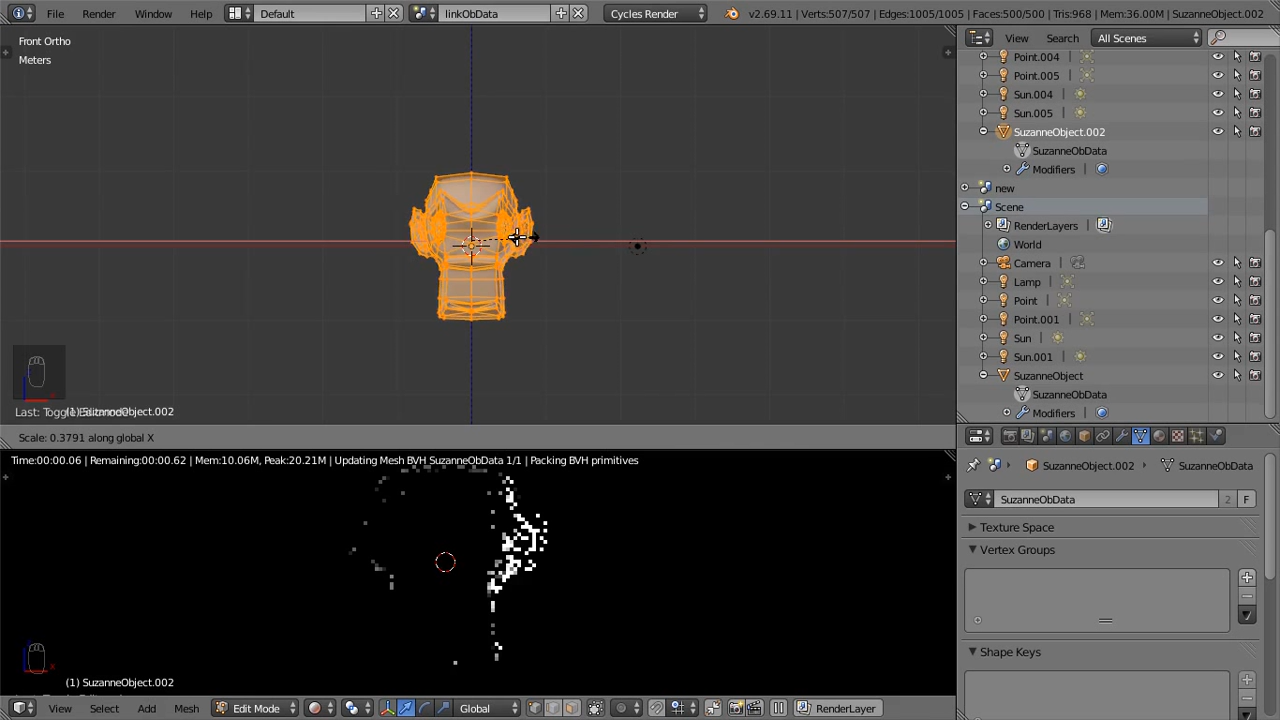 File Render Window Help Default linkObData Cycles Render v2.69.11 | Verts:507/507 | Edges:1005/1005 | Faces:500/500 | Tris:968 | Mem:36.00M | SuzanneObject.002
Front Ortho
Meters
View Search All Scenes
Point.004
Point.005
Sun.004
Sun.005
SuzanneObject.002
SuzanneObData
Modifiers
new
Scene
RenderLayers
World
Camera
Lamp
Point
Point.001
Sun
Sun.001
SuzanneObject
SuzanneObData
Modifiers
(1) SuzanneObject.002
Scale: 0.3791 along global X
Time:00:00.06 | Remaining:00:00.62 | Mem:10.06M, Peak:20.21M | Updating Mesh BVH SuzanneObData 1/1 | Packing BVH primitives
SuzanneObject.002 SuzanneObData
SuzanneObData 2 F
Texture Space
Vertex Groups
Shape Keys
(1) SuzanneObject.002
View Select Add Mesh Edit Mode Global RenderLayer